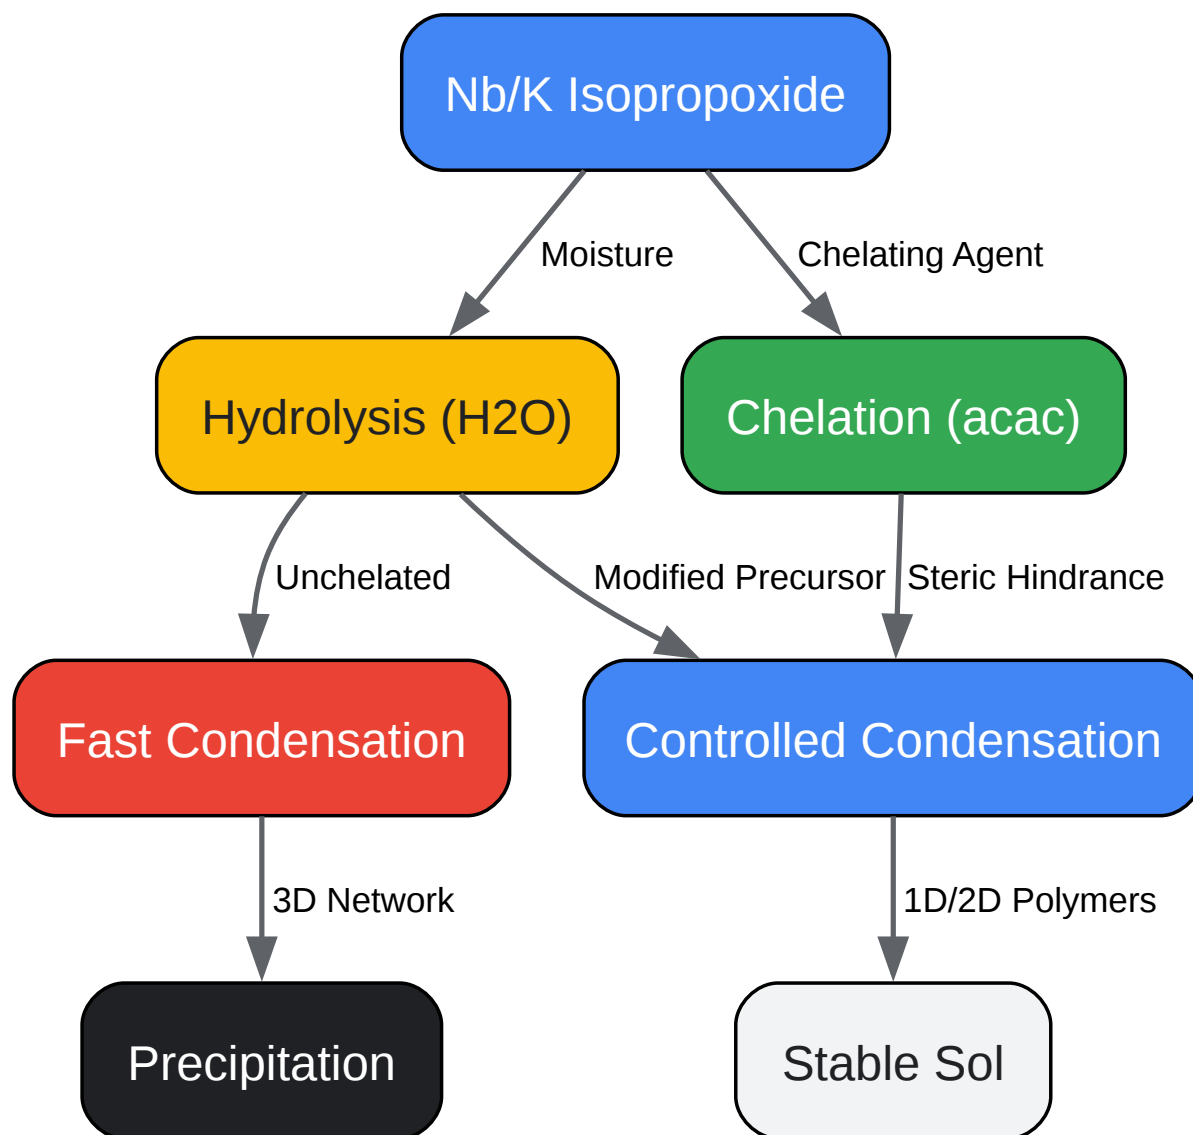 Nb/K Isopropoxide
Moisture
Chelating Agent
Hydrolysis (H2O)
Chelation (acac)
Unchelated
Modified Precursor
Steric Hindrance
Fast Condensation
Controlled Condensation
3D Network
1D/2D Polymers
Precipitation
Stable Sol